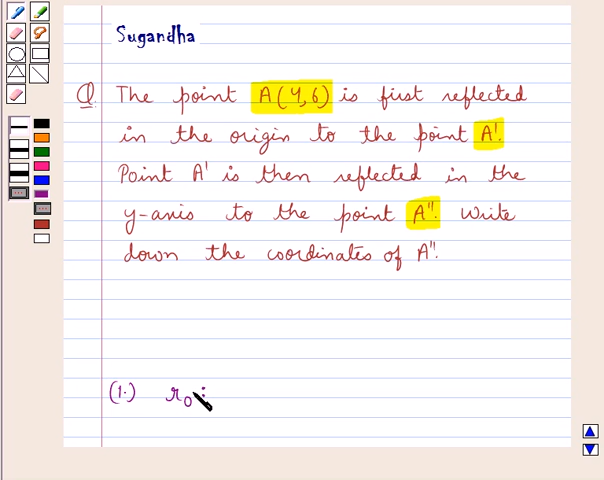 Sugandha
Q. The point A(4,6) is first reflected
in the origin to the point A'.
Point A' is then reflected in the
y-axis to the point A". Write
down the coordinates of A".
(1.) r₀ :